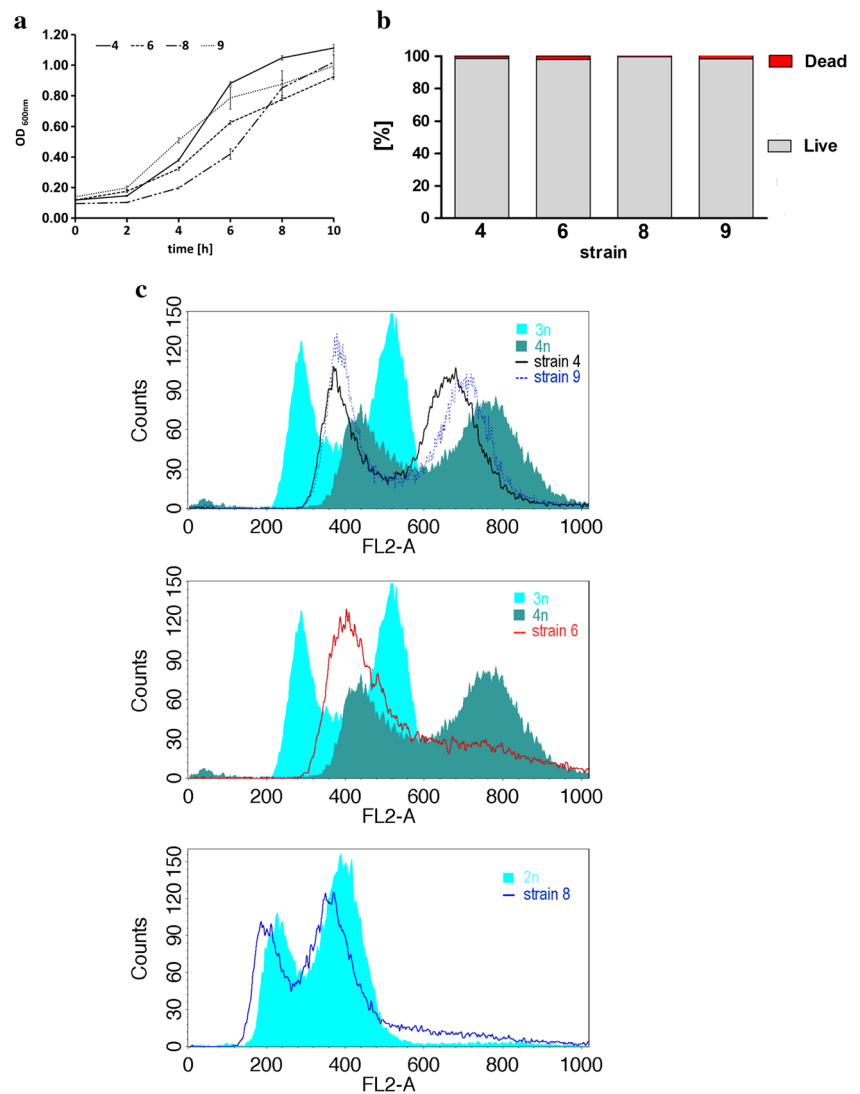 a
1.20
1.00
0.80
0.60
0.40
0.20
0.00
OD 600nm
4 6 8 9
0 2 4 6 8 10
time [h]
b
100
80
60
40
20
0
[%]
Dead
Live
4 6 8 9
strain
c
150
120
90
60
30
0
Counts
3n
4n
strain 4
strain 9
0 200 400 600 800 1000
FL2-A
150
120
90
60
30
0
Counts
3n
4n
strain 6
0 200 400 600 800 1000
FL2-A
150
120
90
60
30
0
Counts
2n
strain 8
0 200 400 600 800 1000
FL2-A